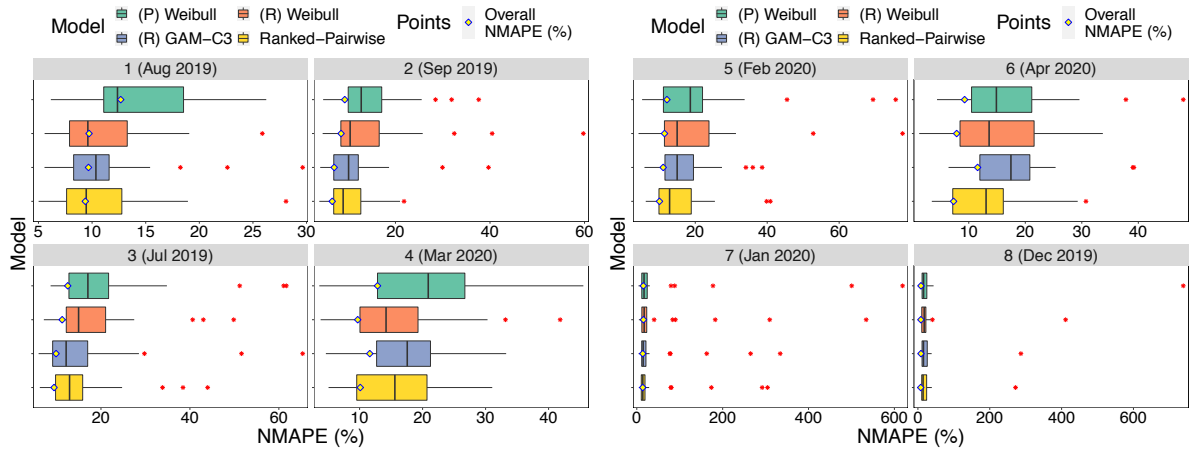 Model
(P) Weibull
(R) Weibull
(R) GAM-C3
Ranked-Pairwise
Points
Overall
NMAPE (%)
1 (Aug 2019)
2 (Sep 2019)
5 10 15 20 25 30
20 40 60
3 (Jul 2019)
4 (Mar 2020)
20 40 60
10 20 30 40
Model
NMAPE (%)
Model
(P) Weibull
(R) Weibull
(R) GAM-C3
Ranked-Pairwise
Points
Overall
NMAPE (%)
5 (Feb 2020)
6 (Apr 2020)
20 40 60
10 20 30 40
7 (Jan 2020)
8 (Dec 2019)
0 200 400 600
0 200 400 600
Model
NMAPE (%)